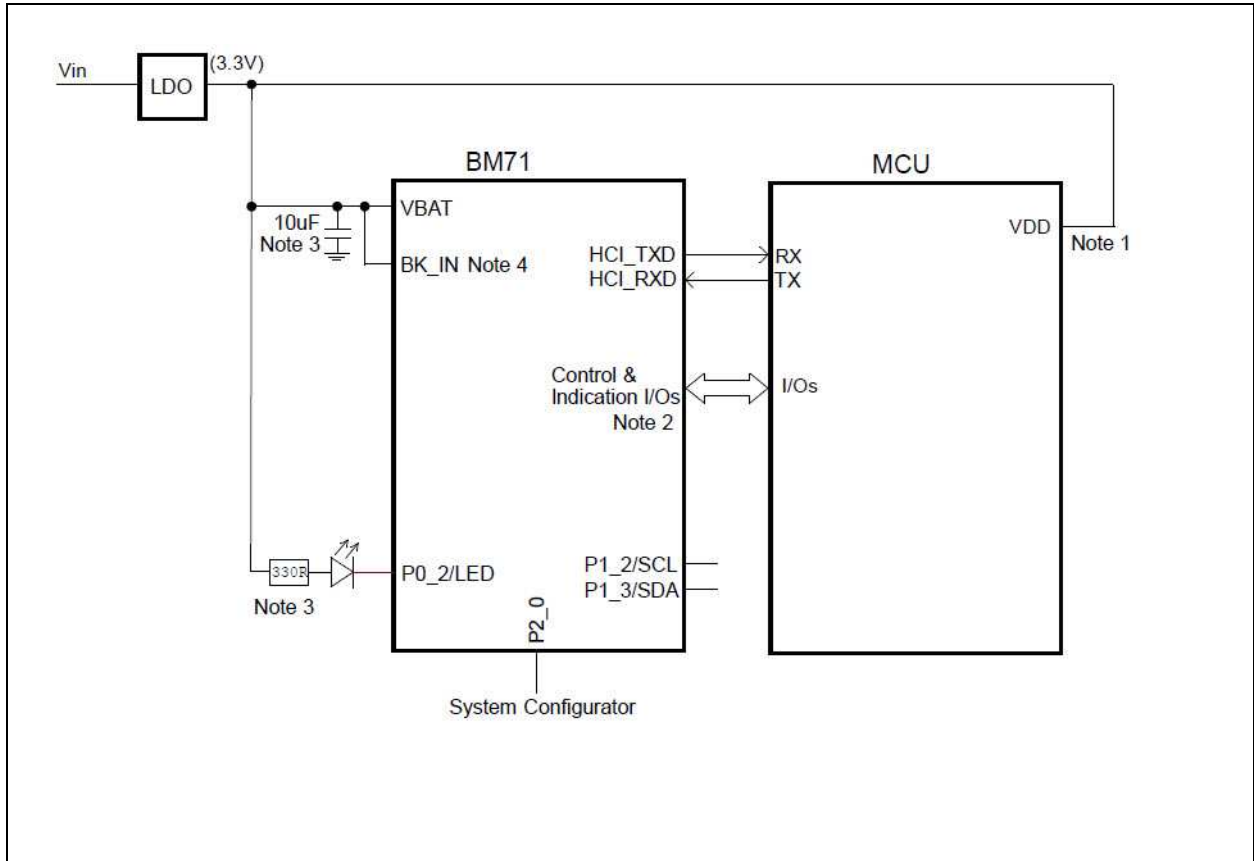 Vin
LDO
(3.3V)
BM71
MCU
VBAT
10uF
Note 3
BK_IN Note 4
HCI_TXD
HCI_RXD
RX
TX
VDD
Note 1
Control &
Indication I/Os
Note 2
I/Os
330R
Note 3
P0_2/LED
P1_2/SCL
P1_3/SDA
P2_0
System Configurator